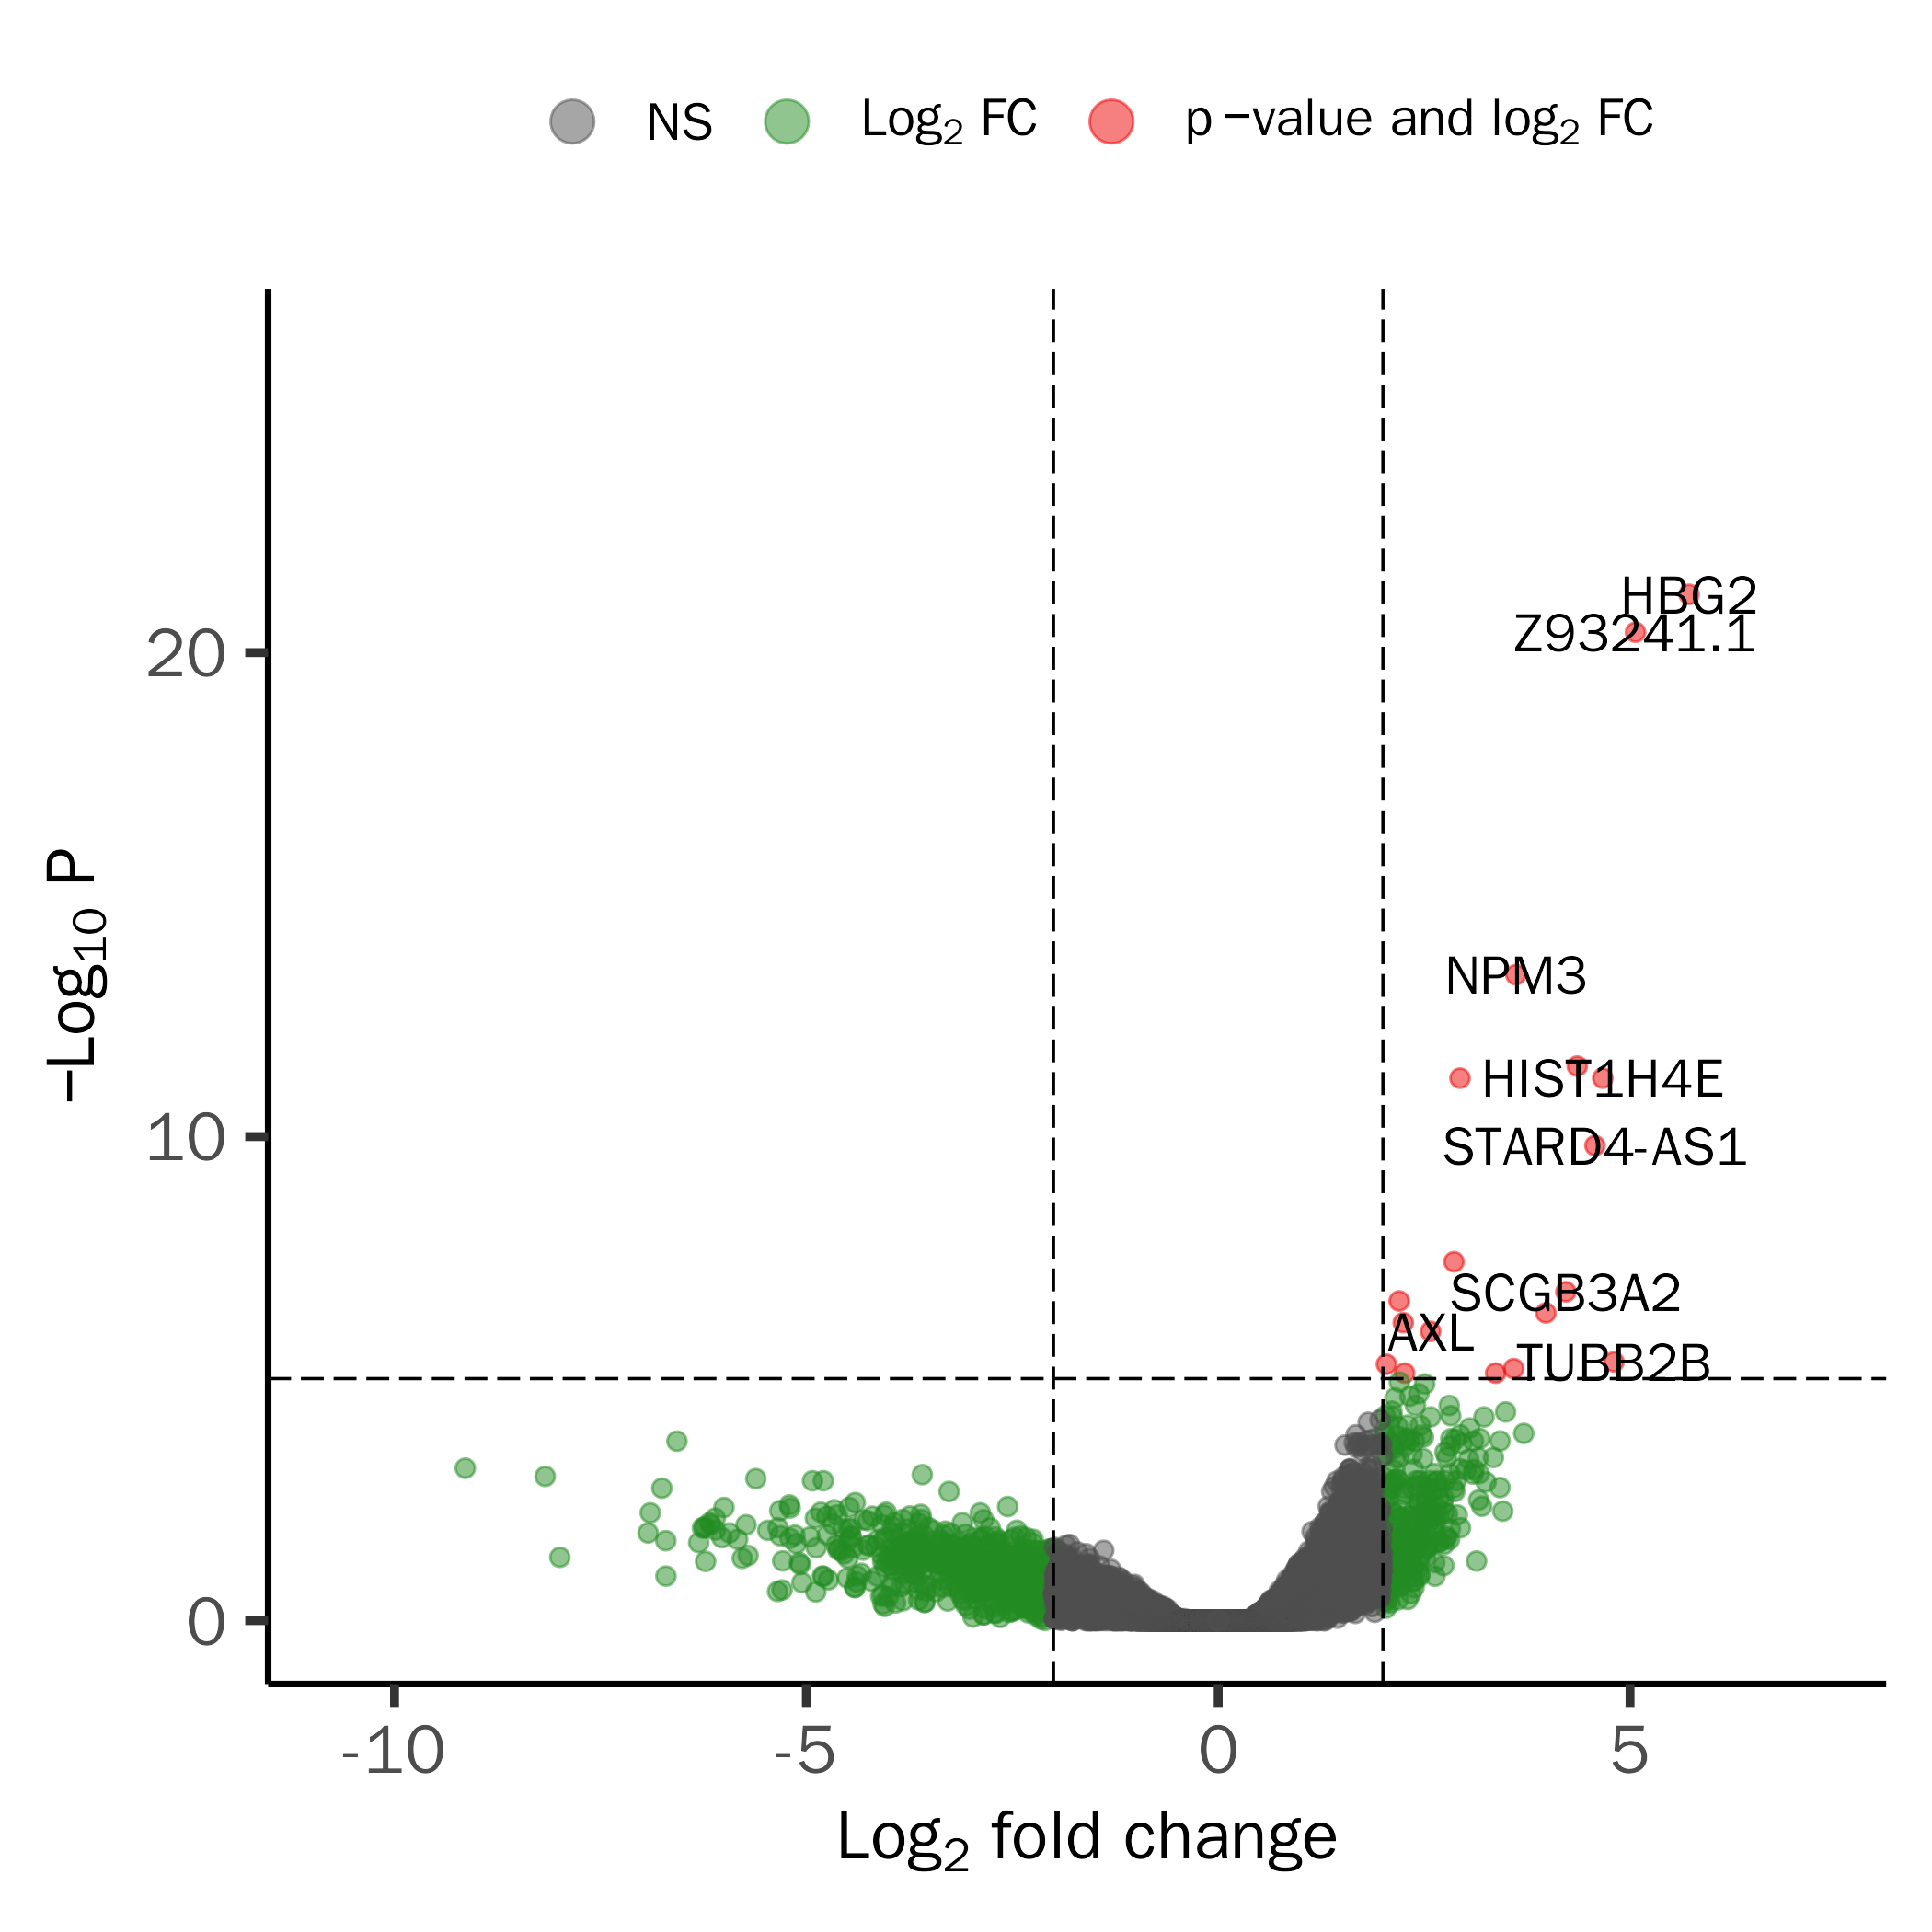 NS Log2 FC p −value and log2 FC
HBG2
Z93241.1
NPM3
HIST1H4E
STARD4-AS1
SCGB3A2
AXL
TUBB2B
−Log10 P
20
10
0
-10 -5 0 5
Log2 fold change